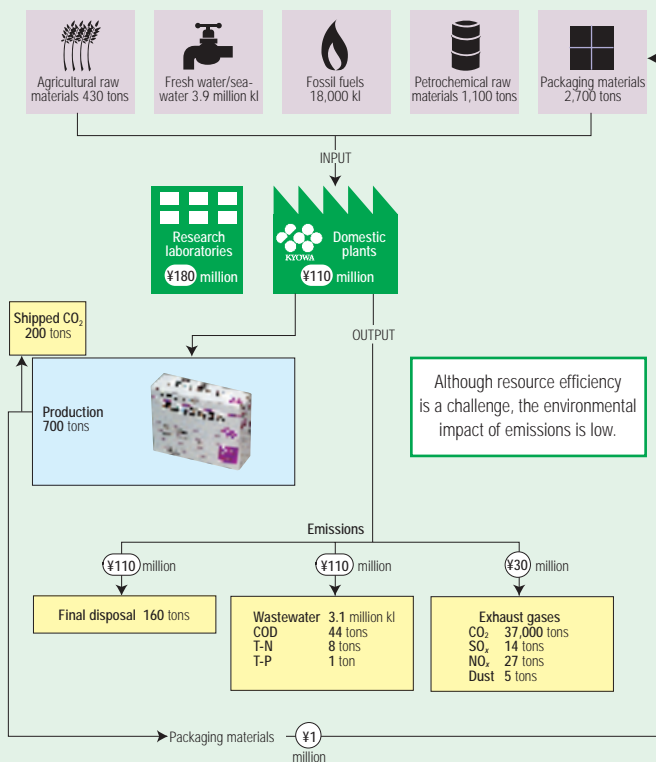 Agricultural raw
materials 430 tons
Fresh water/sea-
water 3.9 million kl
Fossil fuels
18,000 kl
Petrochemical raw
materials 1,100 tons
Packaging materials
2,700 tons
INPUT
Research
laboratories
¥180 million
KYOWA
Domestic
plants
¥110 million
Shipped CO₂
200 tons
OUTPUT
Production
700 tons
Although resource efficiency
is a challenge, the environmental
impact of emissions is low.
Emissions
¥110 million
¥110 million
¥30 million
Final disposal 160 tons
Wastewater 3.1 million kl
COD 44 tons
T-N 8 tons
T-P 1 ton
Exhaust gases
CO₂ 37,000 tons
SOₓ 14 tons
NOₓ 27 tons
Dust 5 tons
Packaging materials ¥1
million